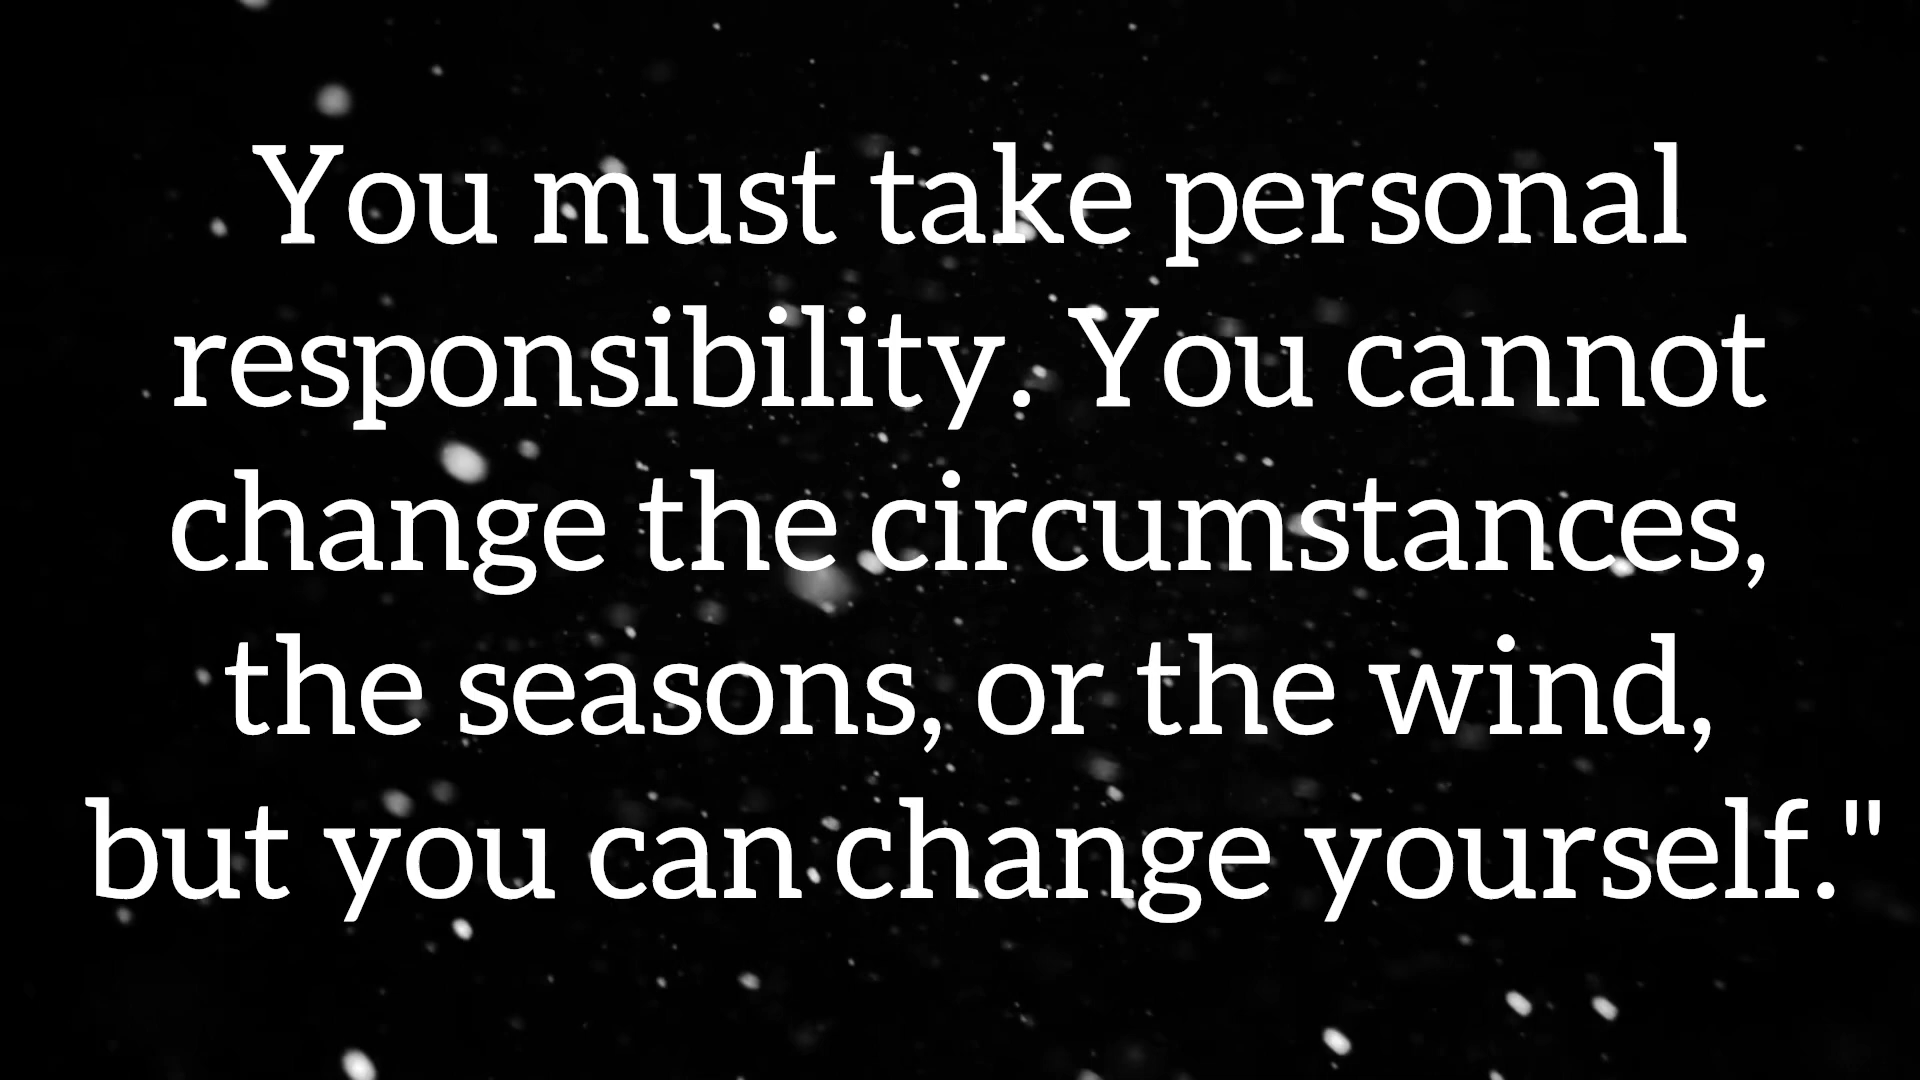 You must take personal
responsibility. You cannot
change the circumstances,
the seasons, or the wind,
but you can change yourself."